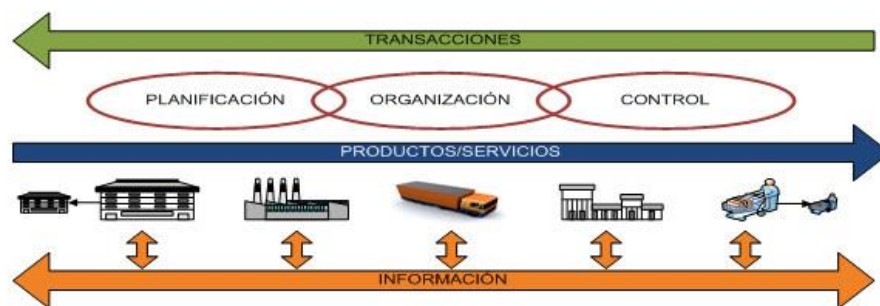 TRANSACCIONES
PLANIFICACIÓN ORGANIZACIÓN CONTROL
PRODUCTOS/SERVICIOS
INFORMACIÓN